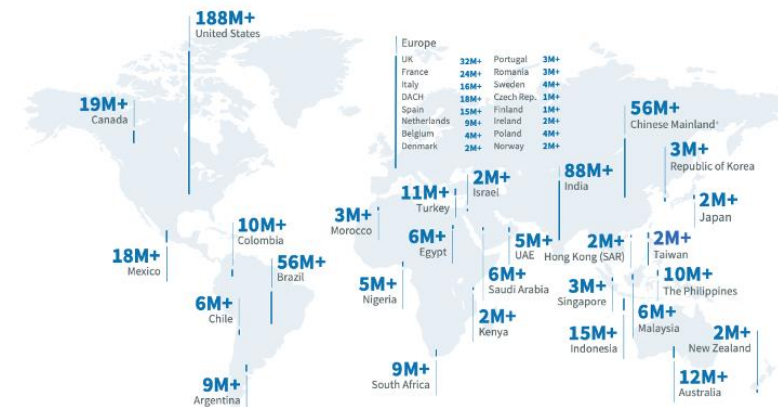 188M+
United States
19M+
Canada
Europe
UK 32M+ Portugal 3M+
France 24M+ Romania 3M+
Italy 16M+ Sweden 4M+
DACH 18M+ Czech Rep. 1M+
Spain 15M+ Finland 1M+
Netherlands 9M+ Ireland 2M+
Belgium 4M+ Poland 4M+
Denmark 2M+ Norway 2M+
56M+
Chinese Mainland
3M+
Republic of Korea
88M+
India
2M+
Israel
11M+
Turkey
2M+
Japan
3M+
Morocco
10M+
Colombia
6M+
Egypt
5M+
UAE
2M+
Hong Kong (SAR)
2M+
Taiwan
18M+
Mexico
56M+
Brazil
5M+
Nigeria
6M+
Saudi Arabia
3M+
Singapore
10M+
The Philippines
6M+
Chile
2M+
Kenya
15M+
Indonesia
6M+
Malaysia
2M+
New Zealand
9M+
South Africa
9M+
Argentina
12M+
Australia